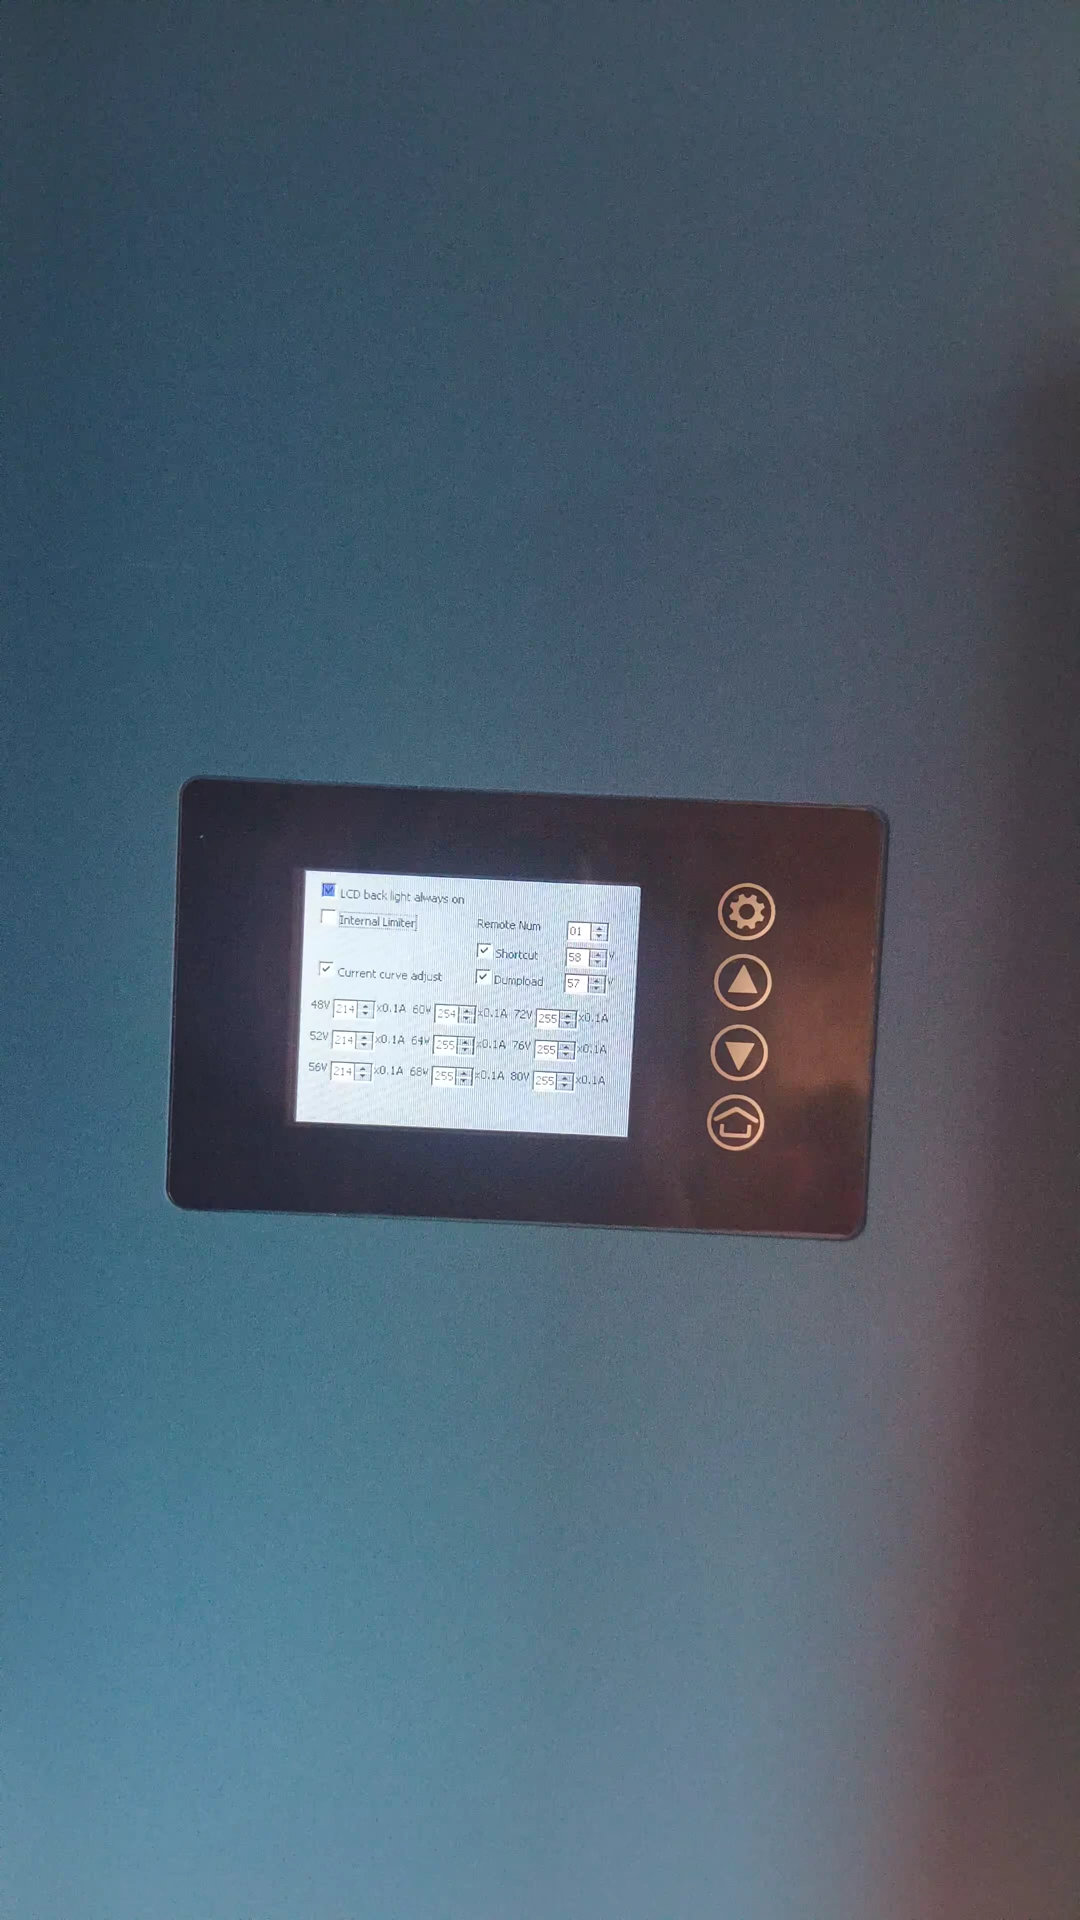 LCD back light always on
Internal Limiter
Remote Num 01
Shortcut 58 V
Current curve adjust
Dumpload 57 V
48V 214 x0.1A 60V 254 x0.1A 72V 255 x0.1A
52V 214 x0.1A 64V 255 x0.1A 76V 255 x0.1A
56V 214 x0.1A 68V 255 x0.1A 80V 255 x0.1A